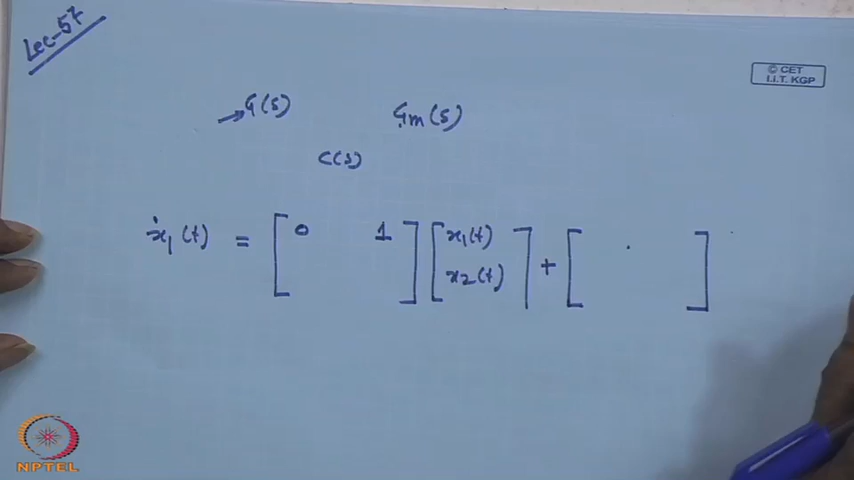 Lec-57
© CET
I.I.T. KGP
→G(s) Gm(s)
C(s)
ẋ₁(t) = [ 0 1 ] [ x₁(t) x₂(t) ] + [ ]
NPTEL